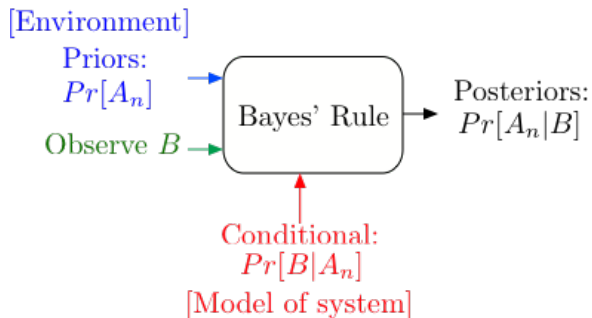 [Environment]
Priors:
Pr[A_n]
Observe B
Bayes' Rule
Posteriors:
Pr[A_n|B]
Conditional:
Pr[B|A_n]
[Model of system]